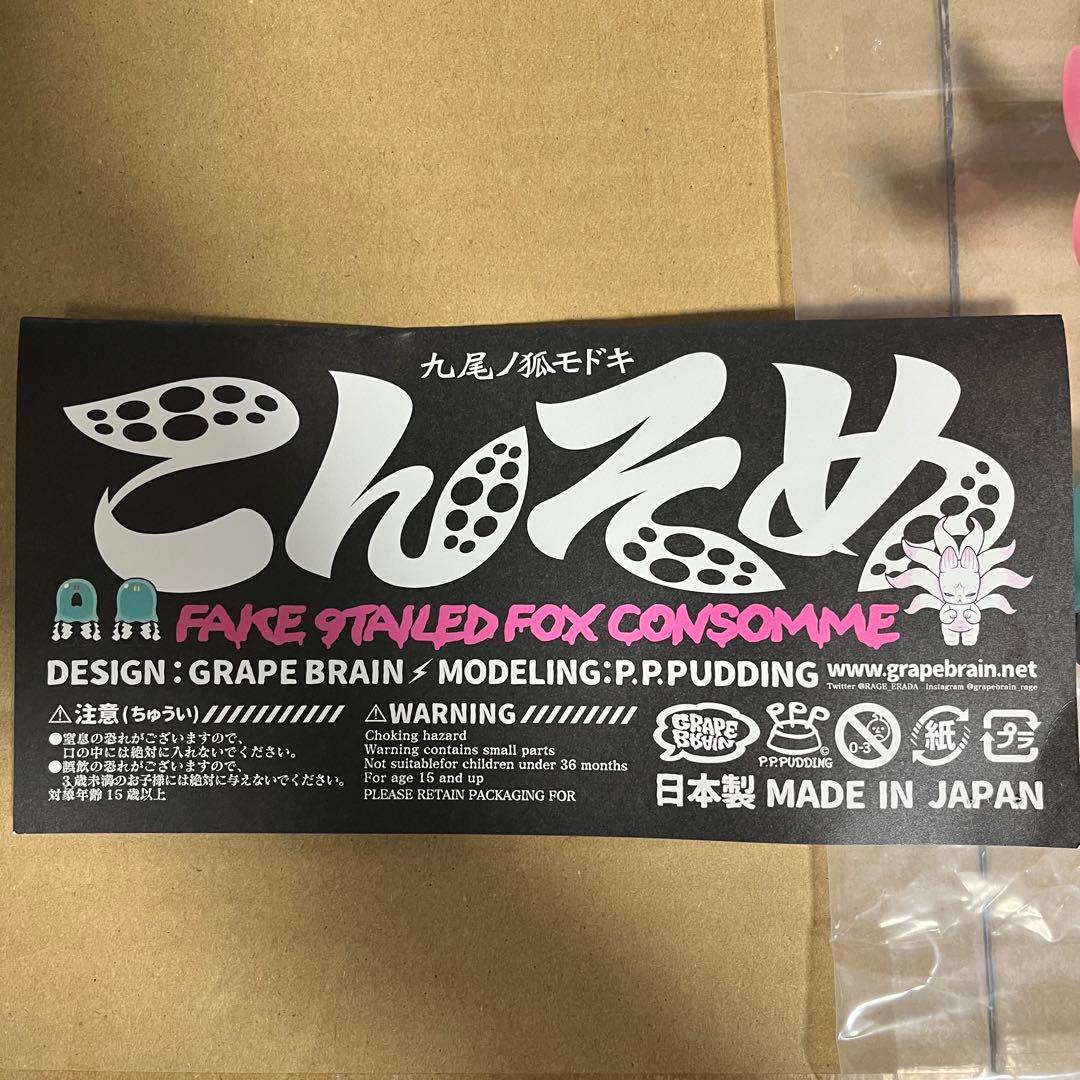 九尾ノ狐モドキ
こんそめ
FAKE 9TAILED FOX CONSOMME
DESIGN:GRAPE BRAIN⚡MODELING:P.P.PUDDING
www.grapebrain.net
Twitter @RAGE_ERADA instagram @grapebrain_rage
⚠注意(ちゅうい)
●窒息の恐れがございますので、
口の中には絶対に入れないでください。
●誤飲の恐れがございますので、
3歳未満のお子様には絶対に与えないでください。
対象年齢15歳以上
⚠WARNING
Choking hazard
Warning contains small parts
Not suitablefor children under 36 months
For age 15 and up
PLEASE RETAIN PACKAGING FOR
GRAPE BRAIN
P.P.PUDDING
©
0-3
紙
プラ
日本製 MADE IN JAPAN